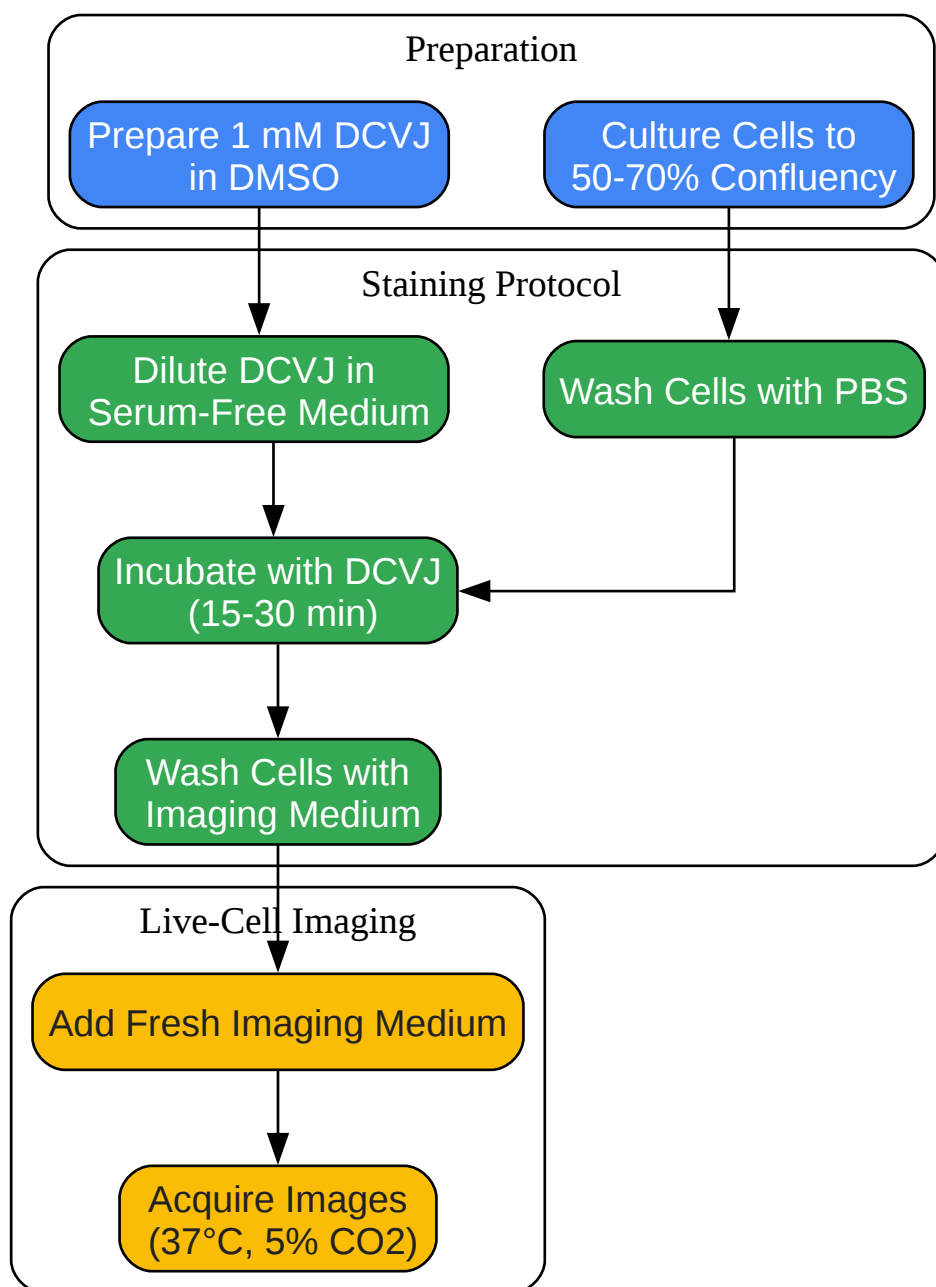 Preparation
Prepare 1 mM DCVJ
in DMSO
Culture Cells to
50-70% Confluency
Staining Protocol
Dilute DCVJ in
Serum-Free Medium
Wash Cells with PBS
Incubate with DCVJ
(15-30 min)
Wash Cells with
Imaging Medium
Live-Cell Imaging
Add Fresh Imaging Medium
Acquire Images
(37°C, 5% CO2)